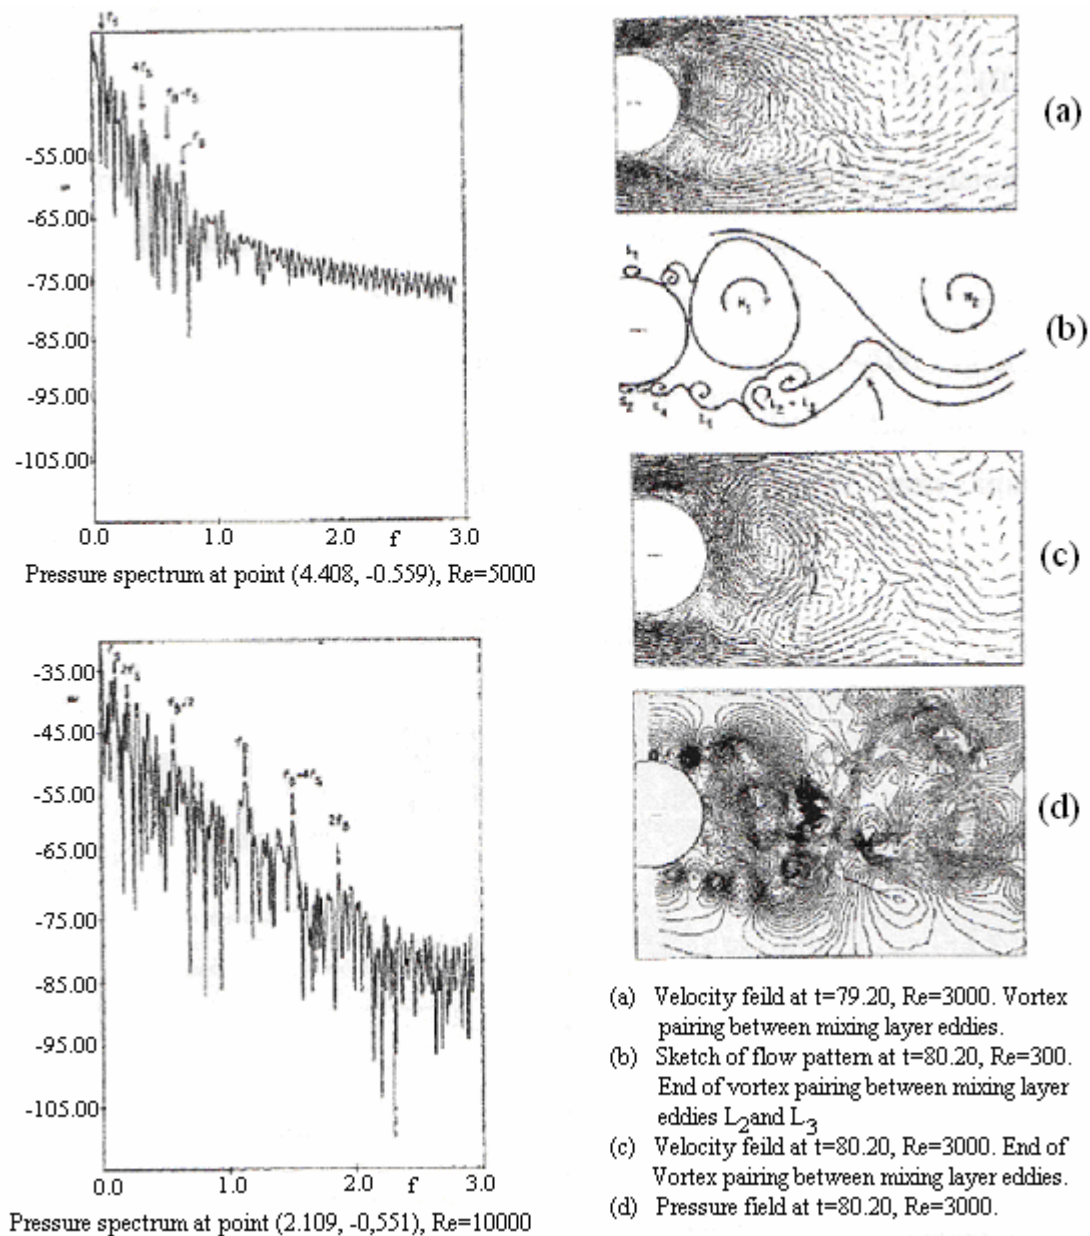 -55.00
-65.00
-75.00
-85.00
-95.00
-105.00
0.0 1.0 f 2.0 3.0
Pressure spectrum at point (4.408, -0.559), Re=5000
-35.00
-45.00
-55.00
-65.00
-75.00
-85.00
-95.00
-105.00
0.0 1.0 f 2.0 3.0
Pressure spectrum at point (2.109, -0,551), Re=10000
(a)
(b)
(c)
(d)
(a) Velocity feild at t=79.20, Re=3000. Vortex
pairing between mixing layer eddies.
(b) Sketch of flow pattern at t=80.20, Re=300.
End of vortex pairing between mixing layer
eddies L2and L3
(c) Velocity feild at t=80.20, Re=3000. End of
Vortex pairing between mixing layer eddies.
(d) Pressure field at t=80.20, Re=3000.